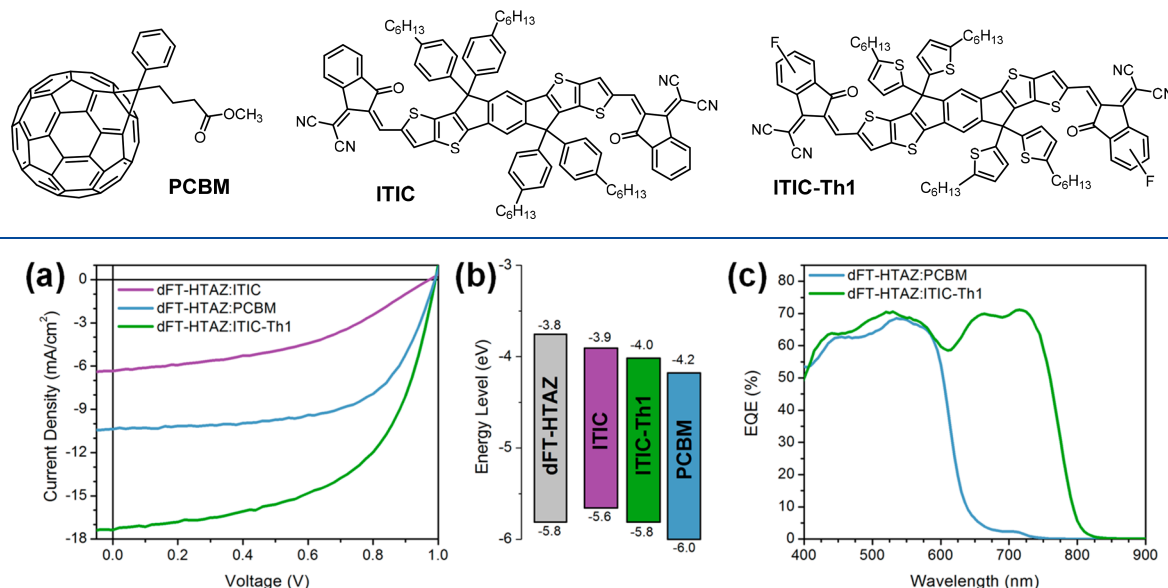 C6H13
C6H13
F
C6H13
S
S
C6H13
O
OCH3
O
S
S
NC
CN
S
S
CN
CN
O
CN
CN
O
NC
CN
S
S
O
S
S
S
S
F
PCBM
ITIC
C6H13
C6H13
ITIC-Th1
C6H13
C6H13
(a)
0
-3
-6
-9
-12
-15
-18
Current Density (mA/cm²)
dFT-HTAZ:ITIC
dFT-HTAZ:PCBM
dFT-HTAZ:ITIC-Th1
0.0
0.2
0.4
0.6
0.8
1.0
Voltage (V)
(b)
-3
-4
-5
-6
Energy Level (eV)
-3.8
-3.9
-4.0
-4.2
dFT-HTAZ
ITIC
ITIC-Th1
PCBM
-5.8
-5.6
-5.8
-6.0
(c)
80
70
60
50
40
30
20
10
0
EQE (%)
dFT-HTAZ:PCBM
dFT-HTAZ:ITIC-Th1
400
500
600
700
800
900
Wavelength (nm)